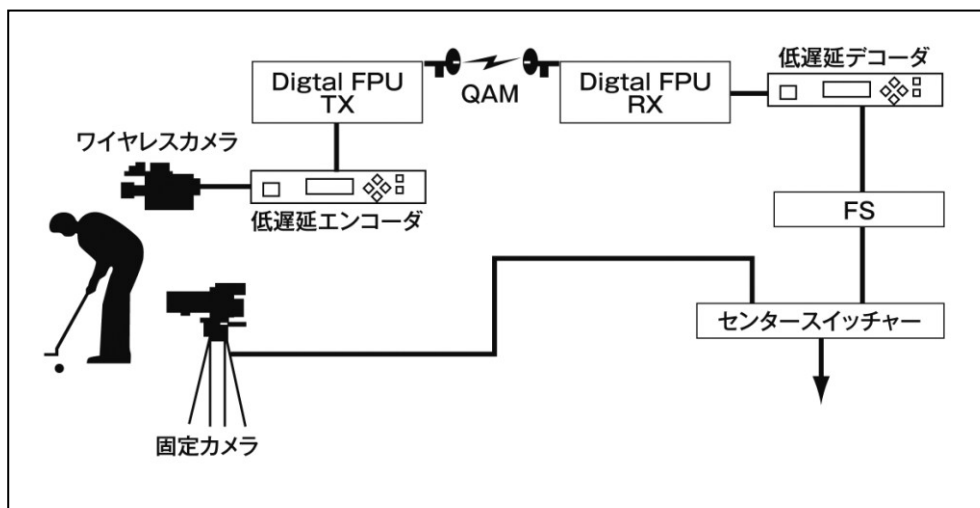 低遅延デコーダ
Digtal FPU
TX
QAM
Digtal FPU
RX
ワイヤレスカメラ
低遅延エンコーダ
FS
センタースイッチャー
固定カメラ